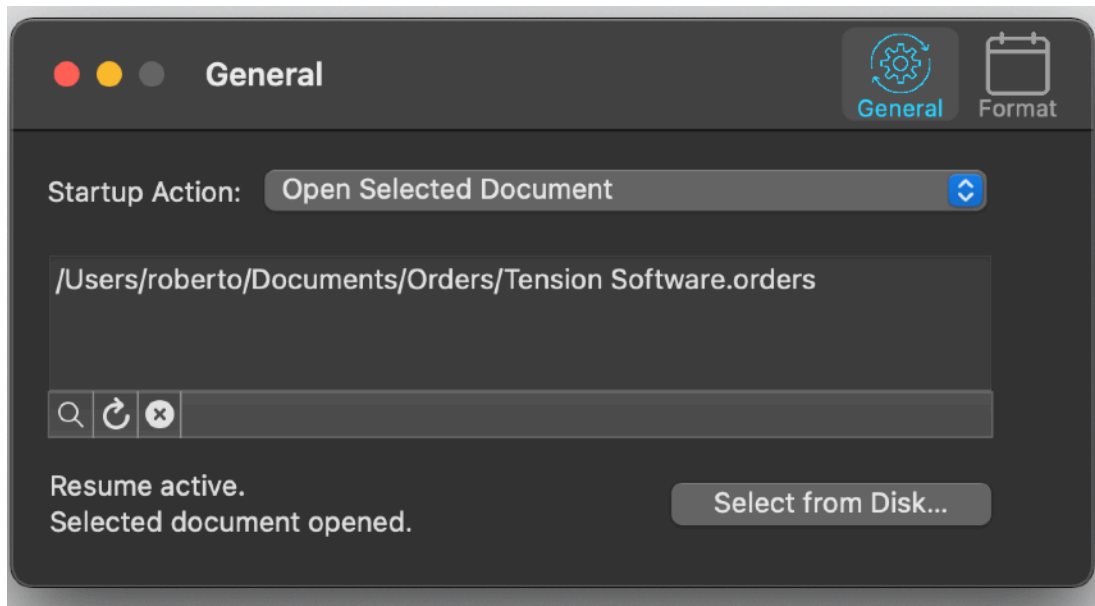 General
General
Format
Startup Action:
Open Selected Document
/Users/roberto/Documents/Orders/Tension Software.orders
Resume active.
Selected document opened.
Select from Disk...